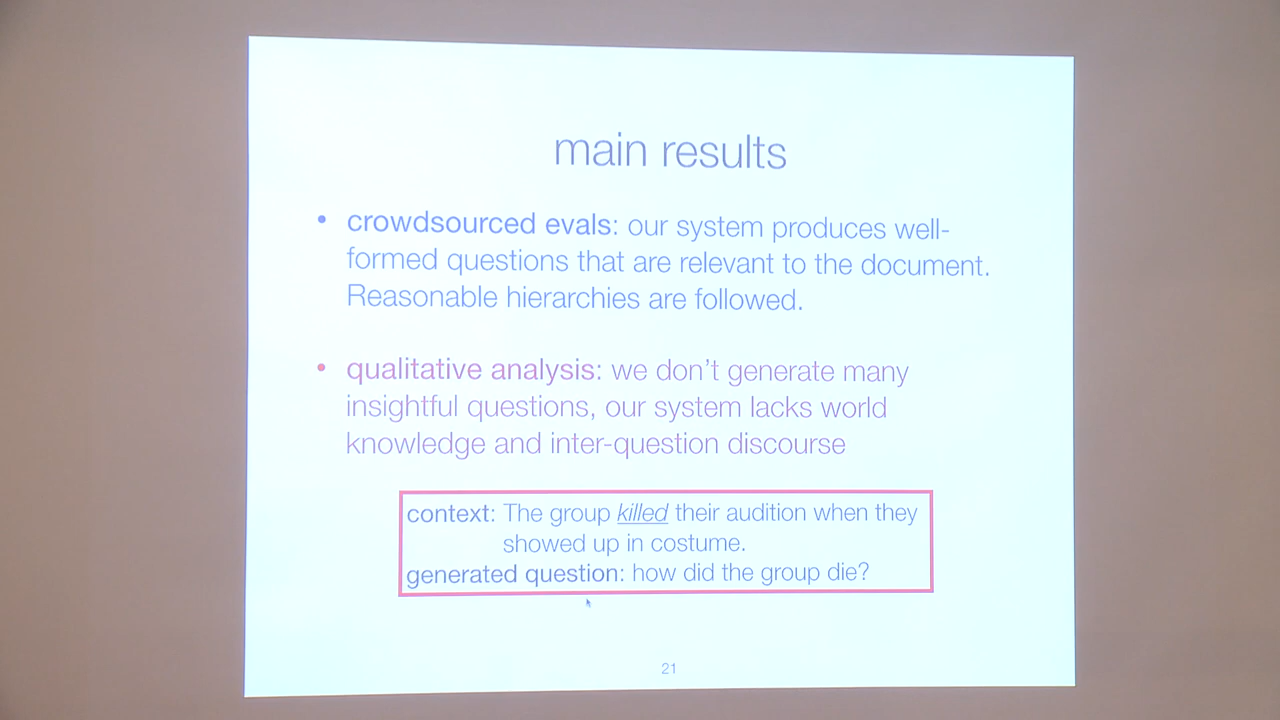 main results
• crowdsourced evals: our system produces well-
formed questions that are relevant to the document.
Reasonable hierarchies are followed.
• qualitative analysis: we don't generate many
insightful questions, our system lacks world
knowledge and inter-question discourse
context: The group killed their audition when they
showed up in costume.
generated question: how did the group die?
21